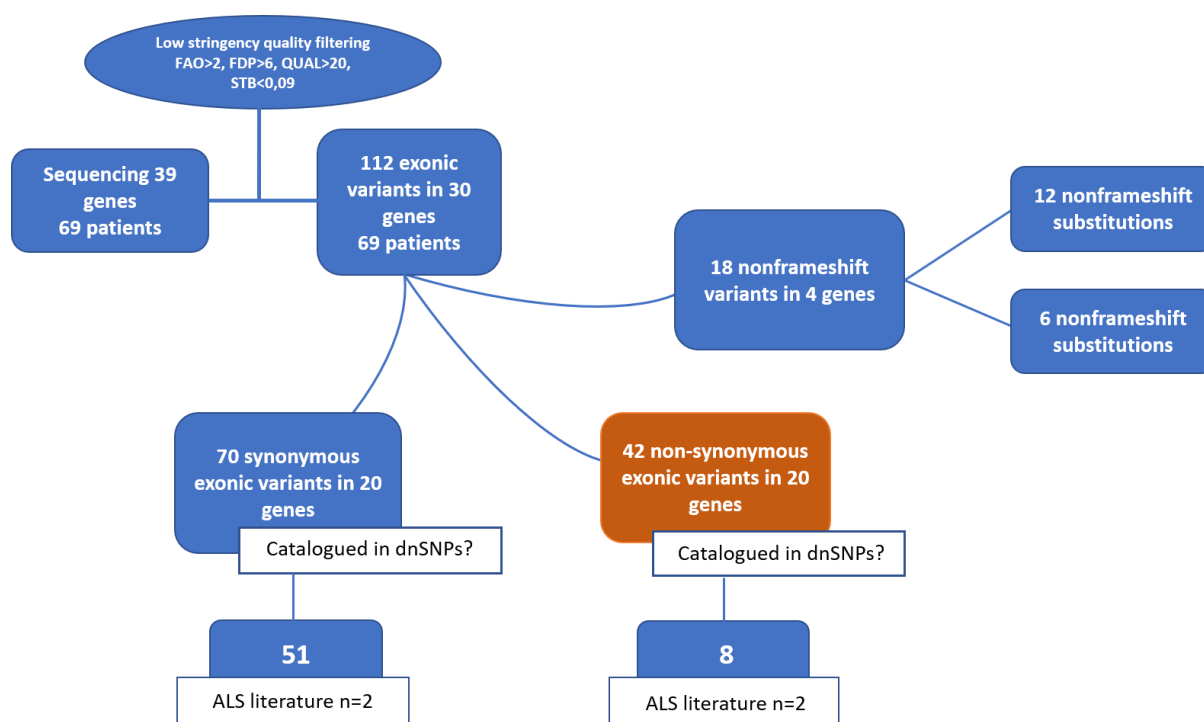 Low stringency quality filtering
FAO>2, FDP>6, QUAL>20,
STB<0,09
Sequencing 39
genes
69 patients
112 exonic
variants in 30
genes
69 patients
18 nonframeshift
variants in 4 genes
12 nonframeshift
substitutions
6 nonframeshift
substitutions
70 synonymous
exonic variants in 20
genes
Catalogued in dnSNPs?
51
ALS literature n=2
42 non-synonymous
exonic variants in 20
genes
Catalogued in dnSNPs?
8
ALS literature n=2